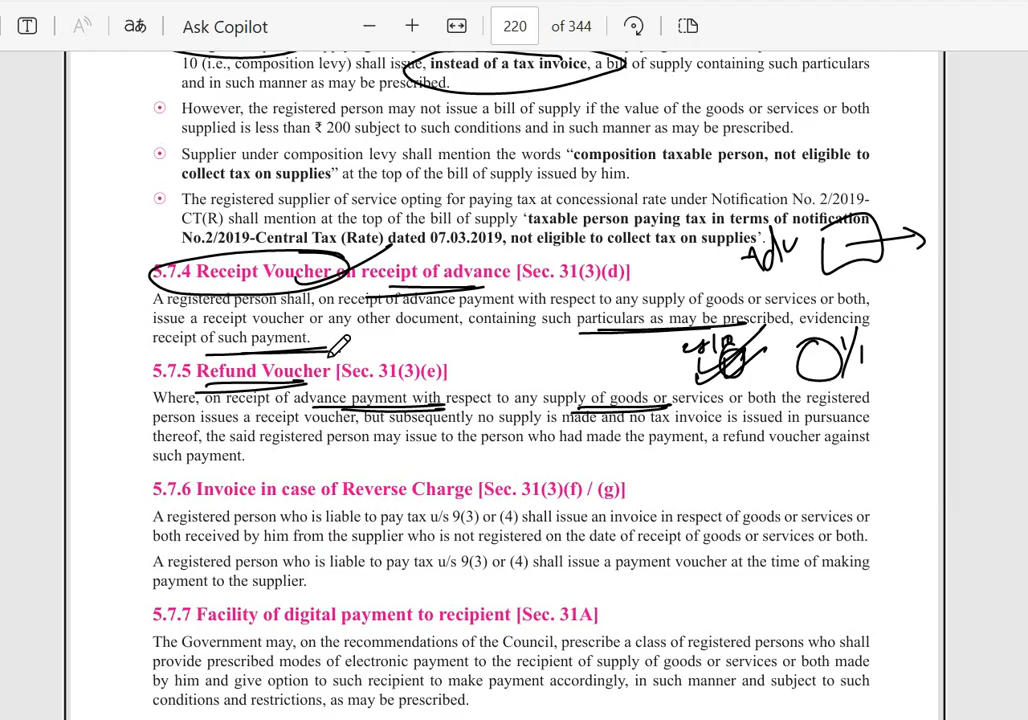 Ask Copilot
220 of 344
10 (i.e., composition levy) shall issue, instead of a tax invoice, a bill of supply containing such particulars
and in such manner as may be prescribed.
However, the registered person may not issue a bill of supply if the value of the goods or services or both
supplied is less than ₹ 200 subject to such conditions and in such manner as may be prescribed.
Supplier under composition levy shall mention the words “composition taxable person, not eligible to
collect tax on supplies” at the top of the bill of supply issued by him.
The registered supplier of service opting for paying tax at concessional rate under Notification No. 2/2019-
CT(R) shall mention at the top of the bill of supply ‘taxable person paying tax in terms of notification
No.2/2019-Central Tax (Rate) dated 07.03.2019, not eligible to collect tax on supplies’.
Adv
5.7.4 Receipt Voucher on receipt of advance [Sec. 31(3)(d)]
A registered person shall, on receipt of advance payment with respect to any supply of goods or services or both,
issue a receipt voucher or any other document, containing such particulars as may be prescribed, evidencing
receipt of such payment.
5.7.5 Refund Voucher [Sec. 31(3)(e)]
Where, on receipt of advance payment with respect to any supply of goods or services or both the registered
person issues a receipt voucher, but subsequently no supply is made and no tax invoice is issued in pursuance
thereof, the said registered person may issue to the person who had made the payment, a refund voucher against
such payment.
5.7.6 Invoice in case of Reverse Charge [Sec. 31(3)(f) / (g)]
A registered person who is liable to pay tax u/s 9(3) or (4) shall issue an invoice in respect of goods or services or
both received by him from the supplier who is not registered on the date of receipt of goods or services or both.
A registered person who is liable to pay tax u/s 9(3) or (4) shall issue a payment voucher at the time of making
payment to the supplier.
5.7.7 Facility of digital payment to recipient [Sec. 31A]
The Government may, on the recommendations of the Council, prescribe a class of registered persons who shall
provide prescribed modes of electronic payment to the recipient of supply of goods or services or both made
by him and give option to such recipient to make payment accordingly, in such manner and subject to such
conditions and restrictions, as may be prescribed.